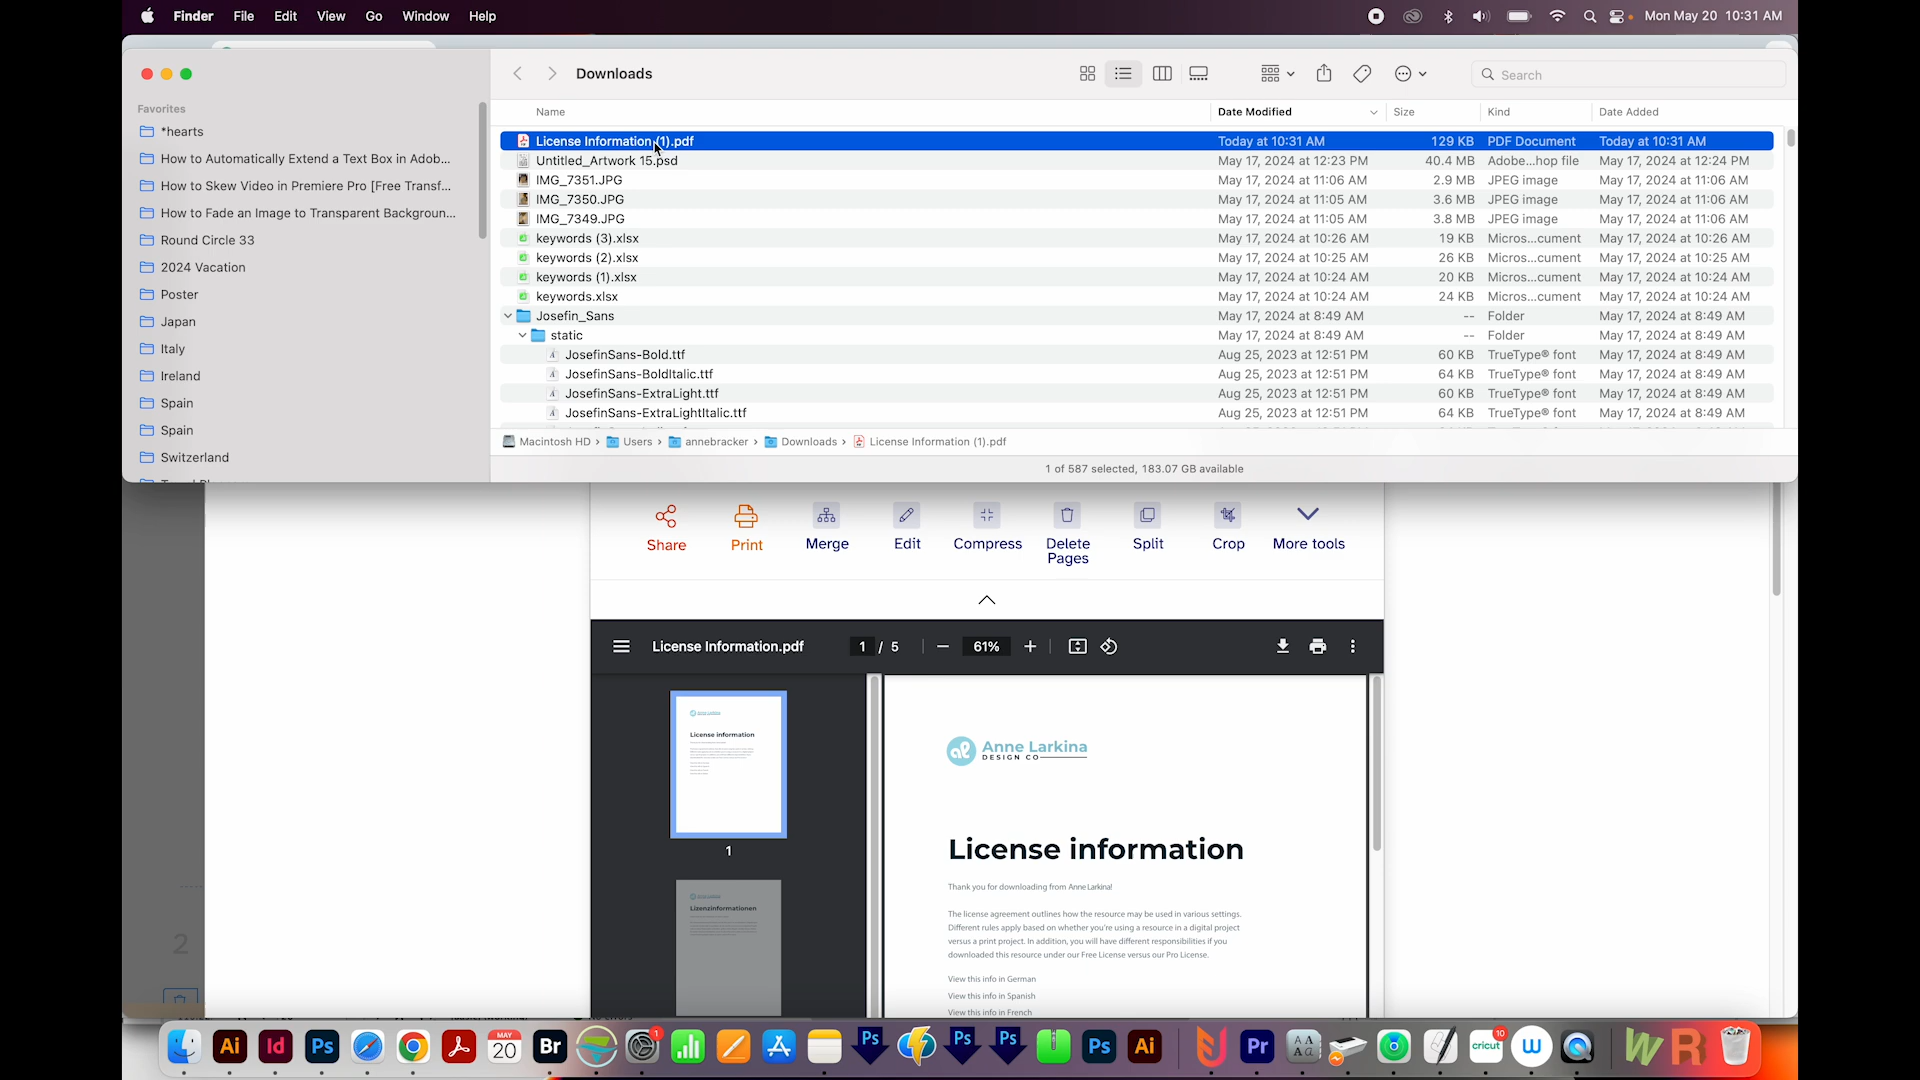 Finder File Edit View Go Window Help Mon May 20 10:31 AM
Downloads
Search
Favorites
*hearts
How to Automatically Extend a Text Box in Adob...
How to Skew Video in Premiere Pro [Free Transf...
How to Fade an Image to Transparent Backgroun...
Round Circle 33
2024 Vacation
Poster
Japan
Italy
Ireland
Spain
Spain
Switzerland
Name Date Modified Size Kind Date Added
License Information (1).pdf Today at 10:31 AM 129 KB PDF Document Today at 10:31 AM
Untitled_Artwork 15.psd May 17, 2024 at 12:23 PM 40.4 MB Adobe...hop file May 17, 2024 at 12:24 PM
IMG_7351.JPG May 17, 2024 at 11:06 AM 2.9 MB JPEG image May 17, 2024 at 11:06 AM
IMG_7350.JPG May 17, 2024 at 11:05 AM 3.6 MB JPEG image May 17, 2024 at 11:06 AM
IMG_7349.JPG May 17, 2024 at 11:05 AM 3.8 MB JPEG image May 17, 2024 at 11:06 AM
keywords (3).xlsx May 17, 2024 at 10:26 AM 19 KB Micros...cument May 17, 2024 at 10:26 AM
keywords (2).xlsx May 17, 2024 at 10:25 AM 26 KB Micros...cument May 17, 2024 at 10:25 AM
keywords (1).xlsx May 17, 2024 at 10:24 AM 20 KB Micros...cument May 17, 2024 at 10:24 AM
keywords.xlsx May 17, 2024 at 10:24 AM 24 KB Micros...cument May 17, 2024 at 10:24 AM
Josefin_Sans May 17, 2024 at 8:49 AM -- Folder May 17, 2024 at 8:49 AM
static May 17, 2024 at 8:49 AM -- Folder May 17, 2024 at 8:49 AM
JosefinSans-Bold.ttf Aug 25, 2023 at 12:51 PM 60 KB TrueType® font May 17, 2024 at 8:49 AM
JosefinSans-BoldItalic.ttf Aug 25, 2023 at 12:51 PM 64 KB TrueType® font May 17, 2024 at 8:49 AM
JosefinSans-ExtraLight.ttf Aug 25, 2023 at 12:51 PM 60 KB TrueType® font May 17, 2024 at 8:49 AM
JosefinSans-ExtraLightItalic.ttf Aug 25, 2023 at 12:51 PM 64 KB TrueType® font May 17, 2024 at 8:49 AM
Macintosh HD › Users › annebracker › Downloads › License Information (1).pdf
1 of 587 selected, 183.07 GB available
Share Print Merge Edit Compress Delete Pages Split Crop More tools
License Information.pdf 1 / 5 61%
License information
1
Lizenzinformationen
2
al Anne Larkina
DESIGN CO
License information
Thank you for downloading from Anne Larkina!
The license agreement outlines how the resource may be used in various settings.
Different rules apply based on whether you're using a resource in a digital project
versus a print project. In addition, you will have different responsibilities if you
downloaded this resource under our Free License versus our Pro License.
View this info in German
View this info in Spanish
View this info in French
Ai Id Ps MAY 20 Br 1 Ps Ps Ps Ps Ai Pr AA Aa cricut 10 W R